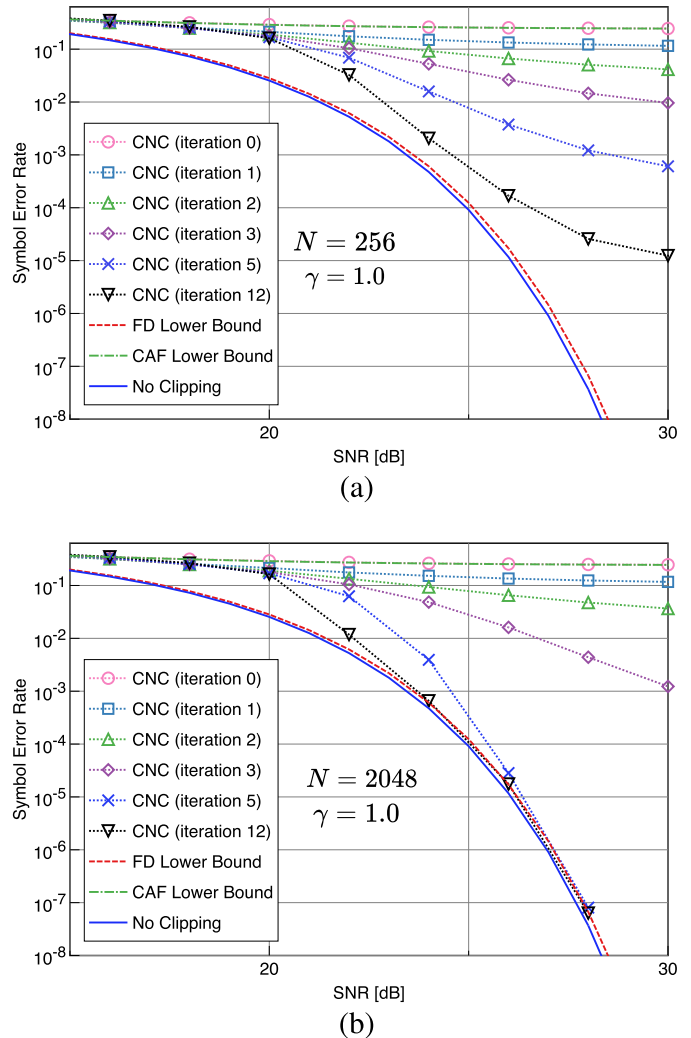 10^-1
10^-2
10^-3
10^-4
10^-5
10^-6
10^-7
10^-8
Symbol Error Rate
CNC (iteration 0)
CNC (iteration 1)
CNC (iteration 2)
CNC (iteration 3)
CNC (iteration 5)
CNC (iteration 12)
FD Lower Bound
CAF Lower Bound
No Clipping
N = 256
γ = 1.0
20 30
SNR [dB]
(a)
10^-1
10^-2
10^-3
10^-4
10^-5
10^-6
10^-7
10^-8
Symbol Error Rate
CNC (iteration 0)
CNC (iteration 1)
CNC (iteration 2)
CNC (iteration 3)
CNC (iteration 5)
CNC (iteration 12)
FD Lower Bound
CAF Lower Bound
No Clipping
N = 2048
γ = 1.0
20 30
SNR [dB]
(b)